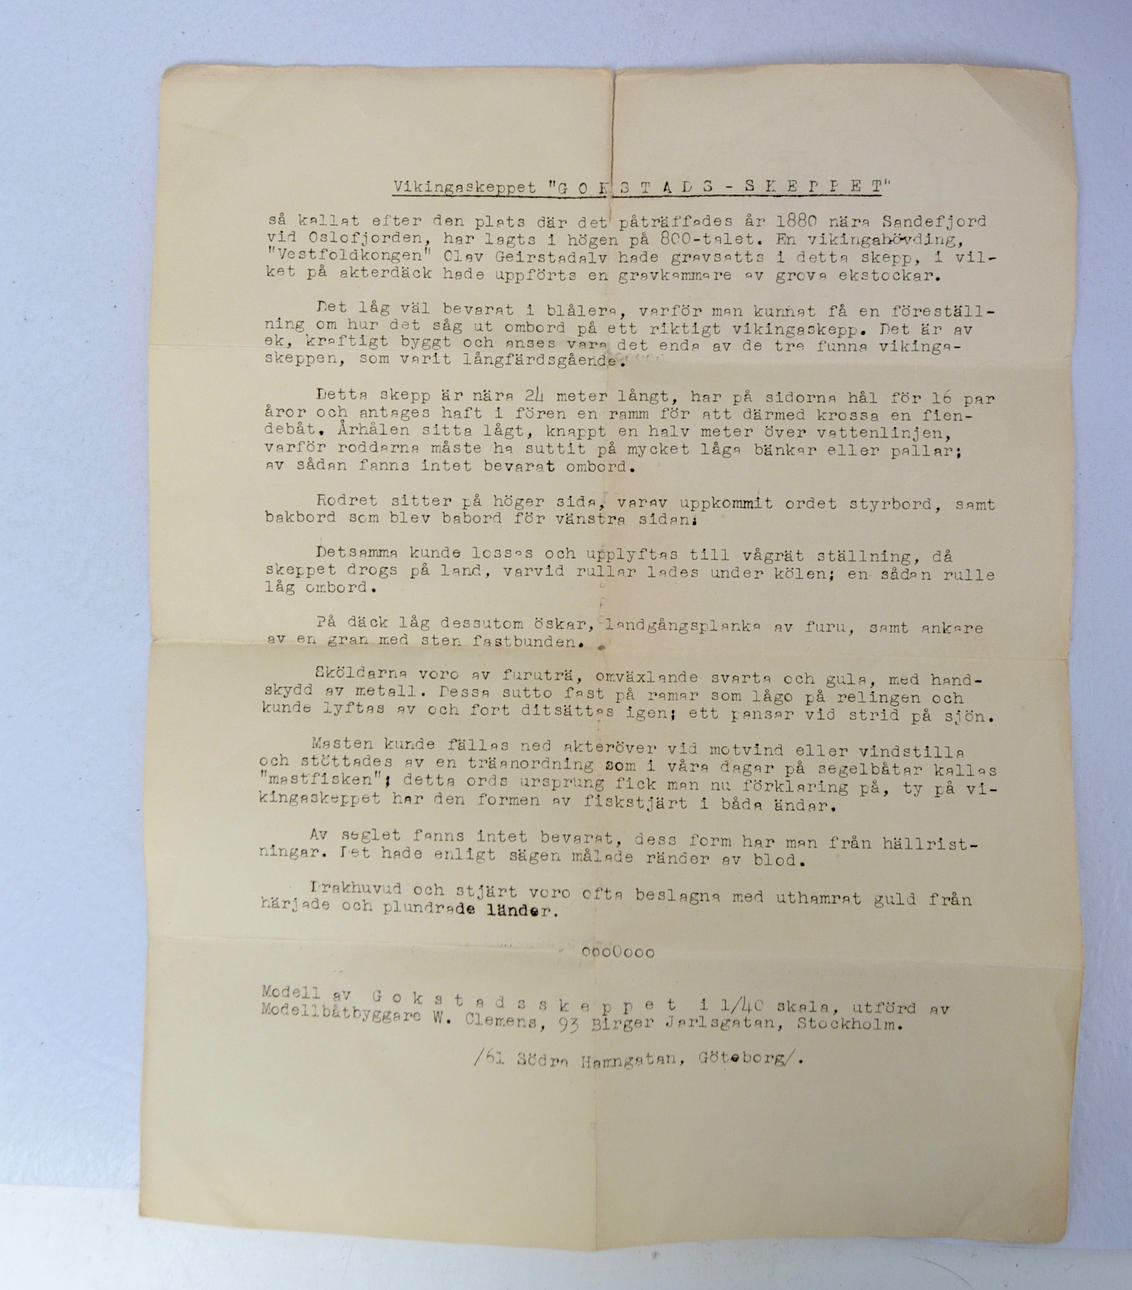 Vikingaskeppet "G O K S T A D S - S K E P P E T"
så kallat efter den plats där det påträffades år 1880 nära Sandefjord
vid Oslofjorden, har lagts i högen på 800-talet. En vikingahövding,
"Vestfoldkongen" Olav Geirstadalv hade gravsatts i detta skepp, i vil-
ket på akterdäck hade uppförts en gravkammare av grova ekstockar.
Det låg väl bevarat i blålera, varför man kunnat få en föreställ-
ning om hur det såg ut ombord på ett riktigt vikingaskepp. Det är av
ek, kraftigt byggt och anses vara det enda av de tre funna vikinga-
skeppen, som varit långfärdsgående.
Detta skepp är nära 24 meter långt, har på sidorna hål för 16 par
åror och antages haft i fören en ramm för att därmed krossa en fien-
debåt. Århålen sitta lågt, knappt en halv meter över vattenlinjen,
varför roddarna måste ha suttit på mycket låga bänkar eller pallar;
av sådan fanns intet bevarat ombord.
Rodret sitter på höger sida, varav uppkommit ordet styrbord, samt
bakbord som blev babord för vänstra sidan;
Detsamma kunde lossas och upplyftas till vågrät ställning, då
skeppet drogs på land, varvid rullar lades under kölen; en sådan rulle
låg ombord.
På däck låg dessutom öskar, landgångsplanka av furu, samt ankare
av en gran med sten fastbunden.
Sköldarna voro av furuträ, omväxlande svarta och gula, med hand-
skydd av metall. Dessa sutto fast på ramar som lågo på relingen och
kunde lyftas av och fort ditsättas igen; ett pansar vid strid på sjön.
Masten kunde fällas ned akteröver vid motvind eller vindstilla
och stöttades av en träanordning som i våra dagar på segelbåtar kallas
"mastfisken"; detta ords ursprung fick man nu förklaring på, ty på vi-
kingaskeppet har den formen av fiskstjärt i båda ändar.
Av seglet fanns intet bevarat, dess form har man från hällrist-
ningar. Det hade enligt sägen målade ränder av blod.
Drakhuvud och stjärt voro ofta beslagna med uthamrat guld från
härjade och plundrade länder.
oooOooo
Modell av G o k s t a d s s k e p p e t i 1/40 skala, utförd av
Modellbåtbyggare W. Clemens, 93 Birger Jarlsgatan, Stockholm.
/61 Södra Hamngatan, Göteborg/.